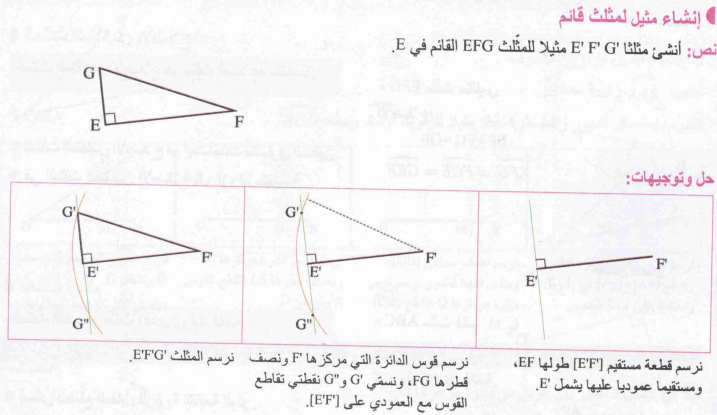 إنشاء مثيل لمثلث قائم
نص: أنشئ مثلثا E' F' G' مثيلا للمثلّث EFG القائم في E.
G
E
F
حل وتوجيهات:
F'
E'
G'
F'
E'
G"
G'
F'
E'
G"
نرسم قطعة مستقيم [E'F'] طولها EF،
ومستقيما عموديا عليها يشمل E'.
نرسم قوس الدائرة التي مركزها F' ونصف
قطرها FG، ونسمّي G' و G" نقطتي تقاطع
القوس مع العمودي على [E'F'].
نرسم المثلث E'F'G'.